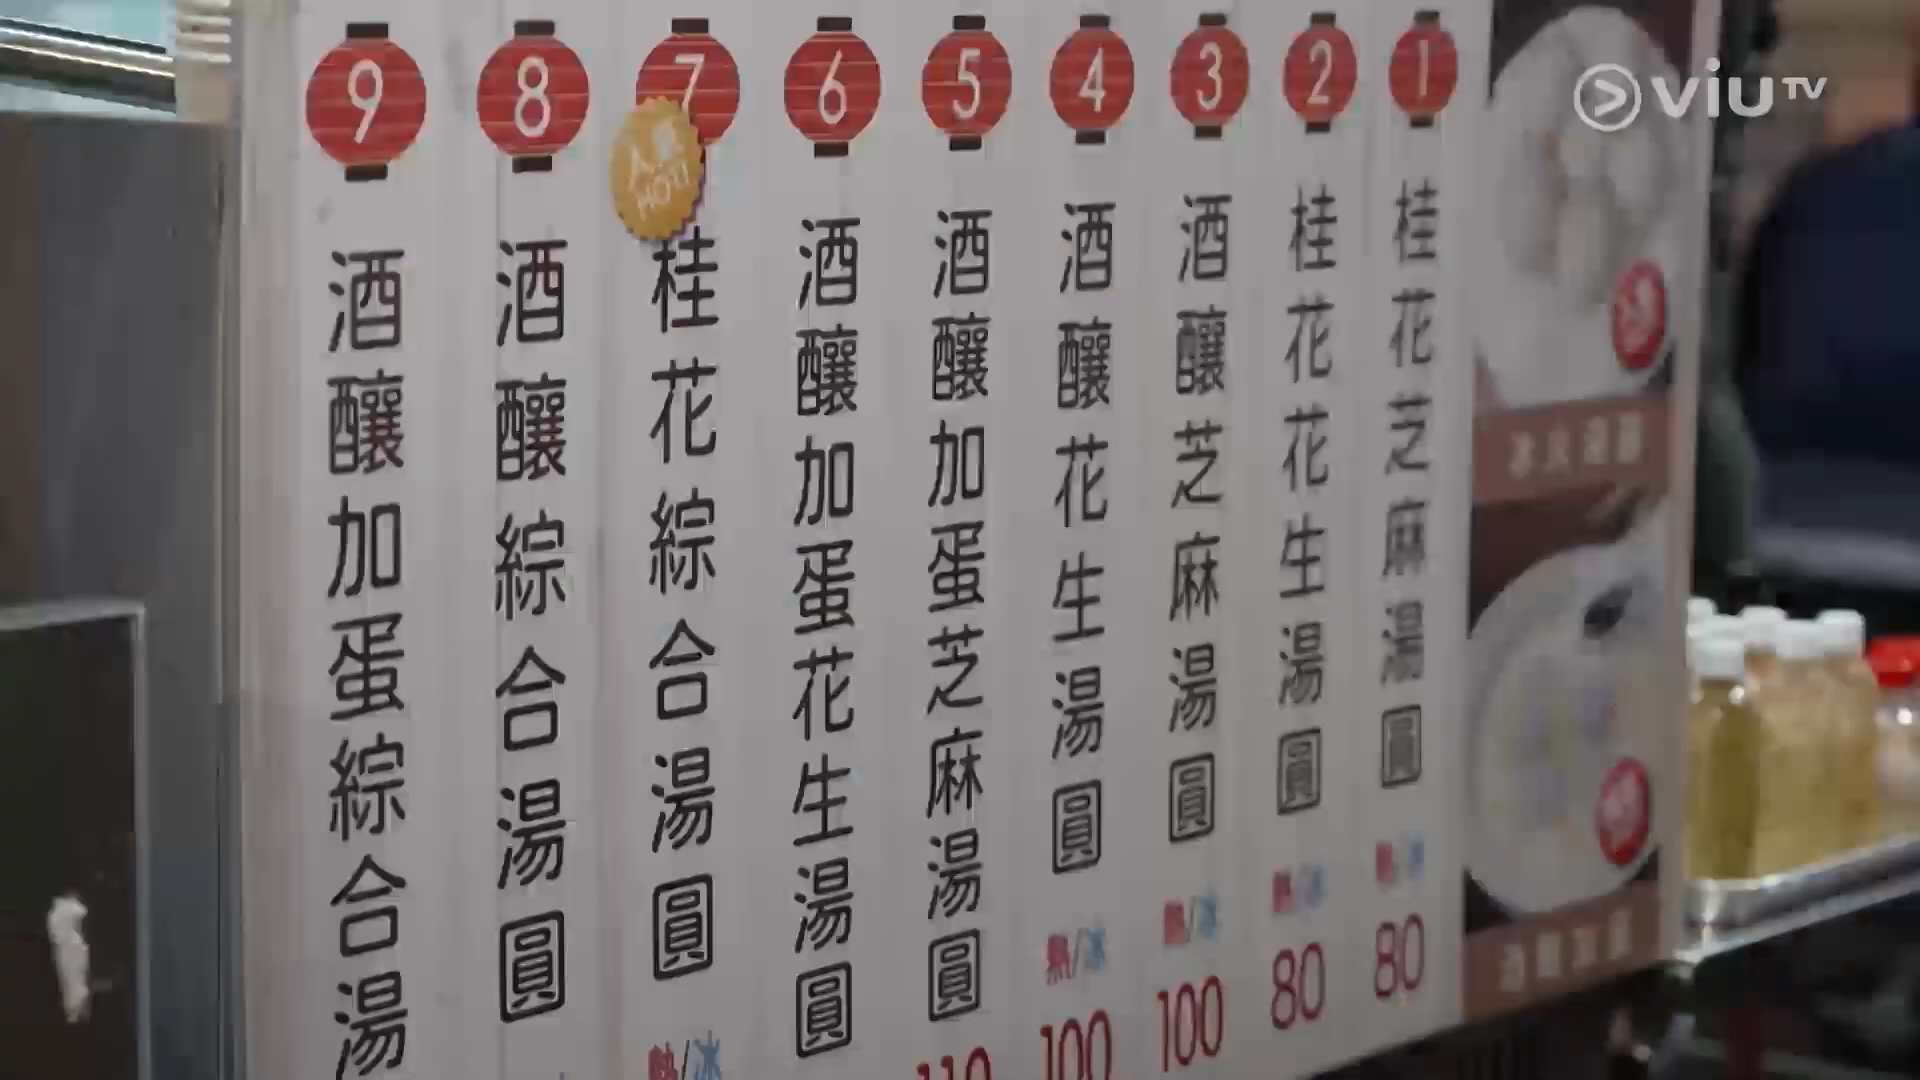 viuTV
1
桂花芝麻湯圓
熱/冰
80
2
桂花花生湯圓
熱/冰
80
3
酒釀芝麻湯圓
熱/冰
100
4
酒釀花生湯圓
熱/冰
100
5
酒釀加蛋芝麻湯圓
110
6
酒釀加蛋花生湯圓
7
人氣
HOT!
桂花綜合湯圓
熱/冰
8
酒釀綜合湯圓
9
酒釀加蛋綜合湯